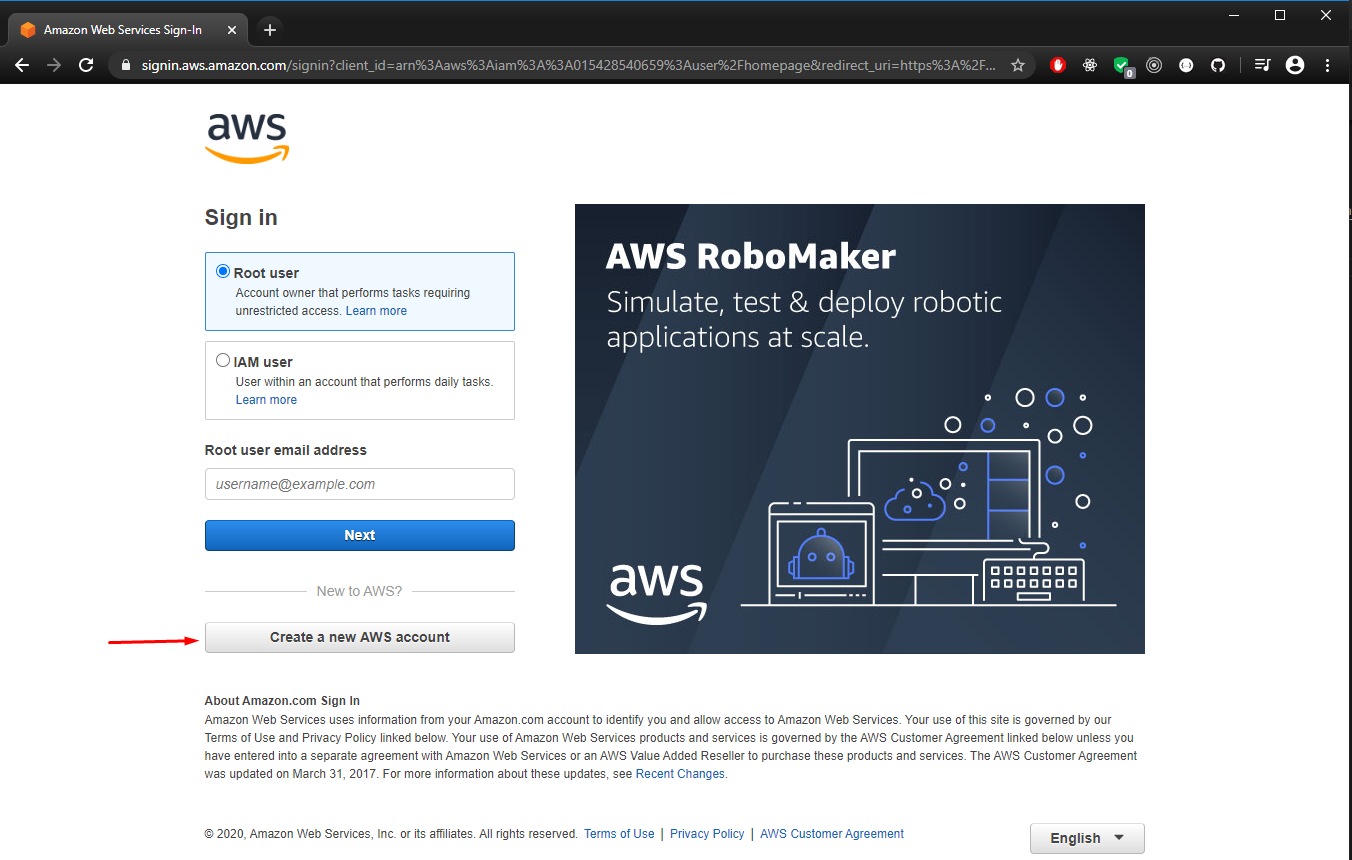 Amazon Web Services Sign-In
signin.aws.amazon.com/signin?client_id=arn%3Aaws%3Aiam%3A%3A015428540659%3Auser%2Fhomepage&redirect_uri=https%3A%2F...
0
aws
Sign in
Root user
Account owner that performs tasks requiring
unrestricted access. Learn more
IAM user
User within an account that performs daily tasks.
Learn more
Root user email address
username@example.com
Next
New to AWS?
Create a new AWS account
AWS RoboMaker
Simulate, test & deploy robotic
applications at scale.
aws
About Amazon.com Sign In
Amazon Web Services uses information from your Amazon.com account to identify you and allow access to Amazon Web Services. Your use of this site is governed by our
Terms of Use and Privacy Policy linked below. Your use of Amazon Web Services products and services is governed by the AWS Customer Agreement linked below unless you
have entered into a separate agreement with Amazon Web Services or an AWS Value Added Reseller to purchase these products and services. The AWS Customer Agreement
was updated on March 31, 2017. For more information about these updates, see Recent Changes.
© 2020, Amazon Web Services, Inc. or its affiliates. All rights reserved. Terms of Use | Privacy Policy | AWS Customer Agreement
English